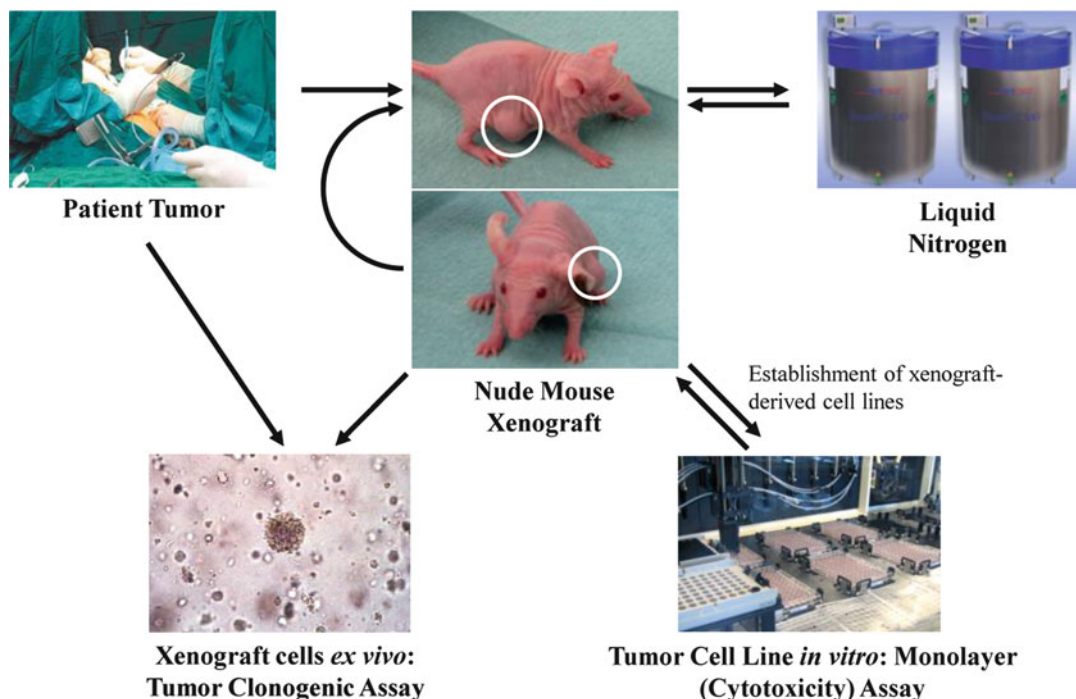 Patient Tumor
Liquid
Nitrogen
Nude Mouse
Xenograft
Establishment of xenograft-
derived cell lines
Xenograft cells ex vivo:
Tumor Clonogenic Assay
Tumor Cell Line in vitro: Monolayer
(Cytotoxicity) Assay